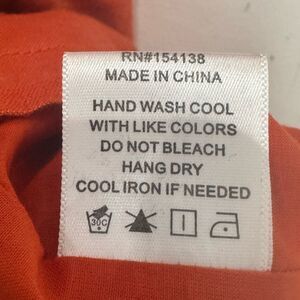 RN#154138
MADE IN CHINA
HAND WASH COOL
WITH LIKE COLORS
DO NOT BLEACH
HANG DRY
COOL IRON IF NEEDED
30C